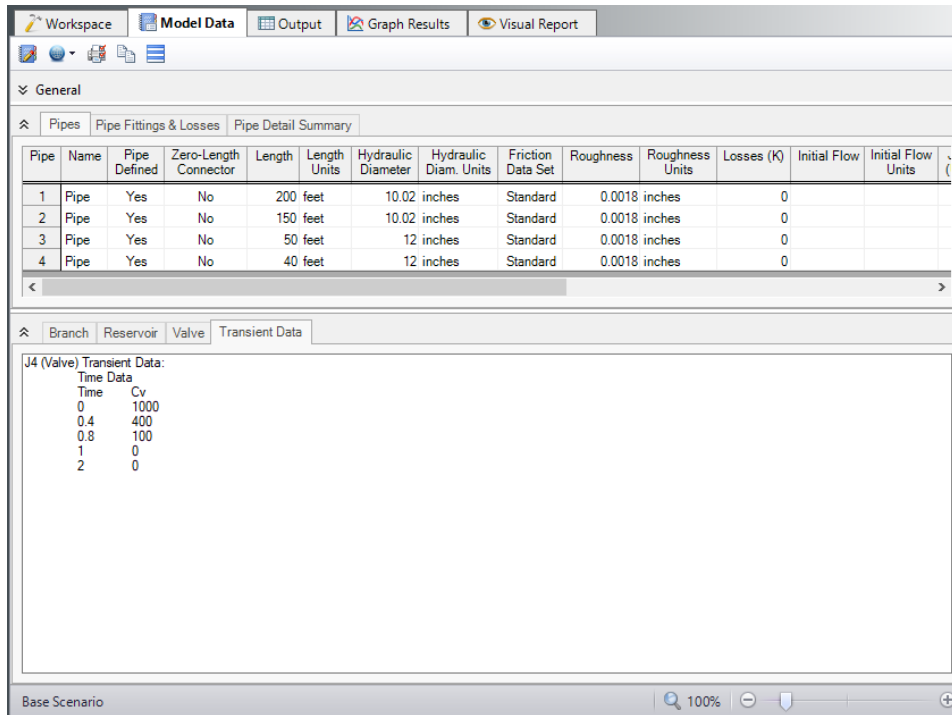 Workspace Model Data Output Graph Results Visual Report
General
Pipes Pipe Fittings & Losses Pipe Detail Summary
Pipe Name Pipe Defined Zero-Length Connector Length Length Units Hydraulic Diameter Hydraulic Diam. Units Friction Data Set Roughness Roughness Units Losses (K) Initial Flow Initial Flow Units
1 Pipe Yes No 200 feet 10.02 inches Standard 0.0018 inches 0
2 Pipe Yes No 150 feet 10.02 inches Standard 0.0018 inches 0
3 Pipe Yes No 50 feet 12 inches Standard 0.0018 inches 0
4 Pipe Yes No 40 feet 12 inches Standard 0.0018 inches 0
Branch Reservoir Valve Transient Data
J4 (Valve) Transient Data:
Time Data
Time Cv
0 1000
0.4 400
0.8 100
1 0
2 0
Base Scenario 100%